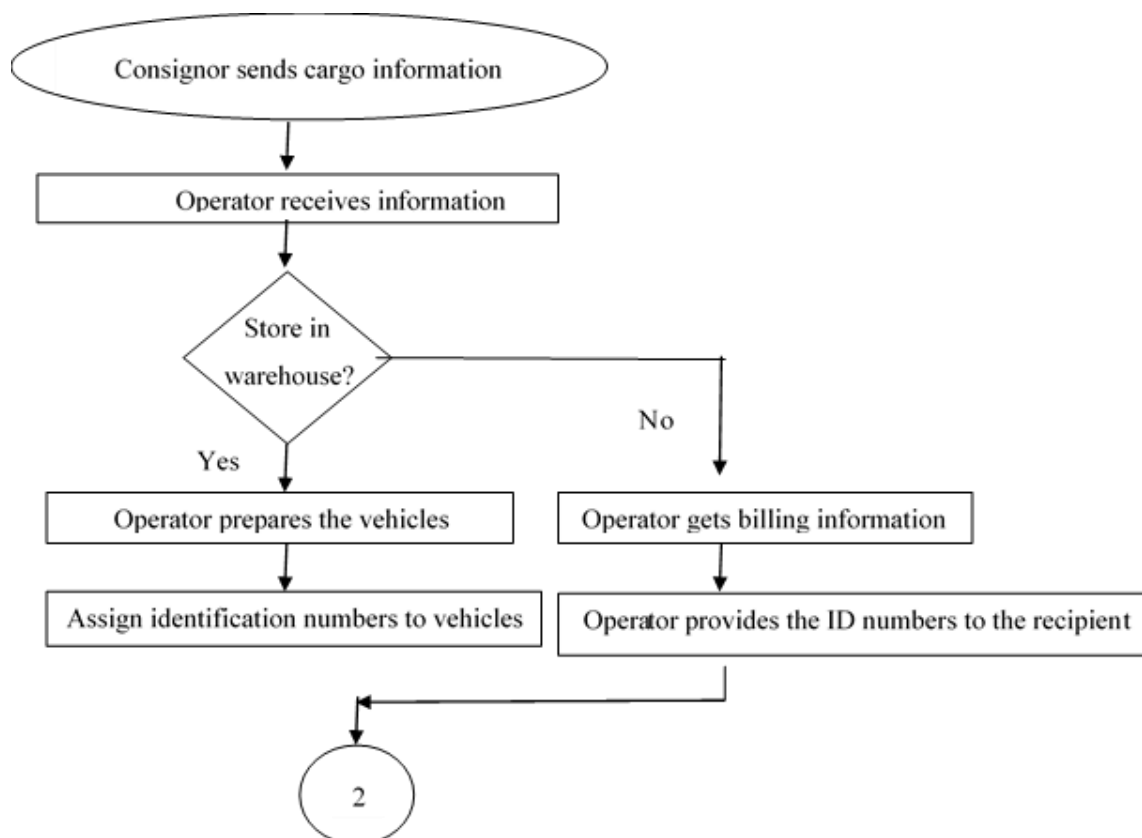 Consignor sends cargo information
Operator receives information
Store in
warehouse?
No
Yes
Operator prepares the vehicles
Operator gets billing information
Assign identification numbers to vehicles
Operator provides the ID numbers to the recipient
2